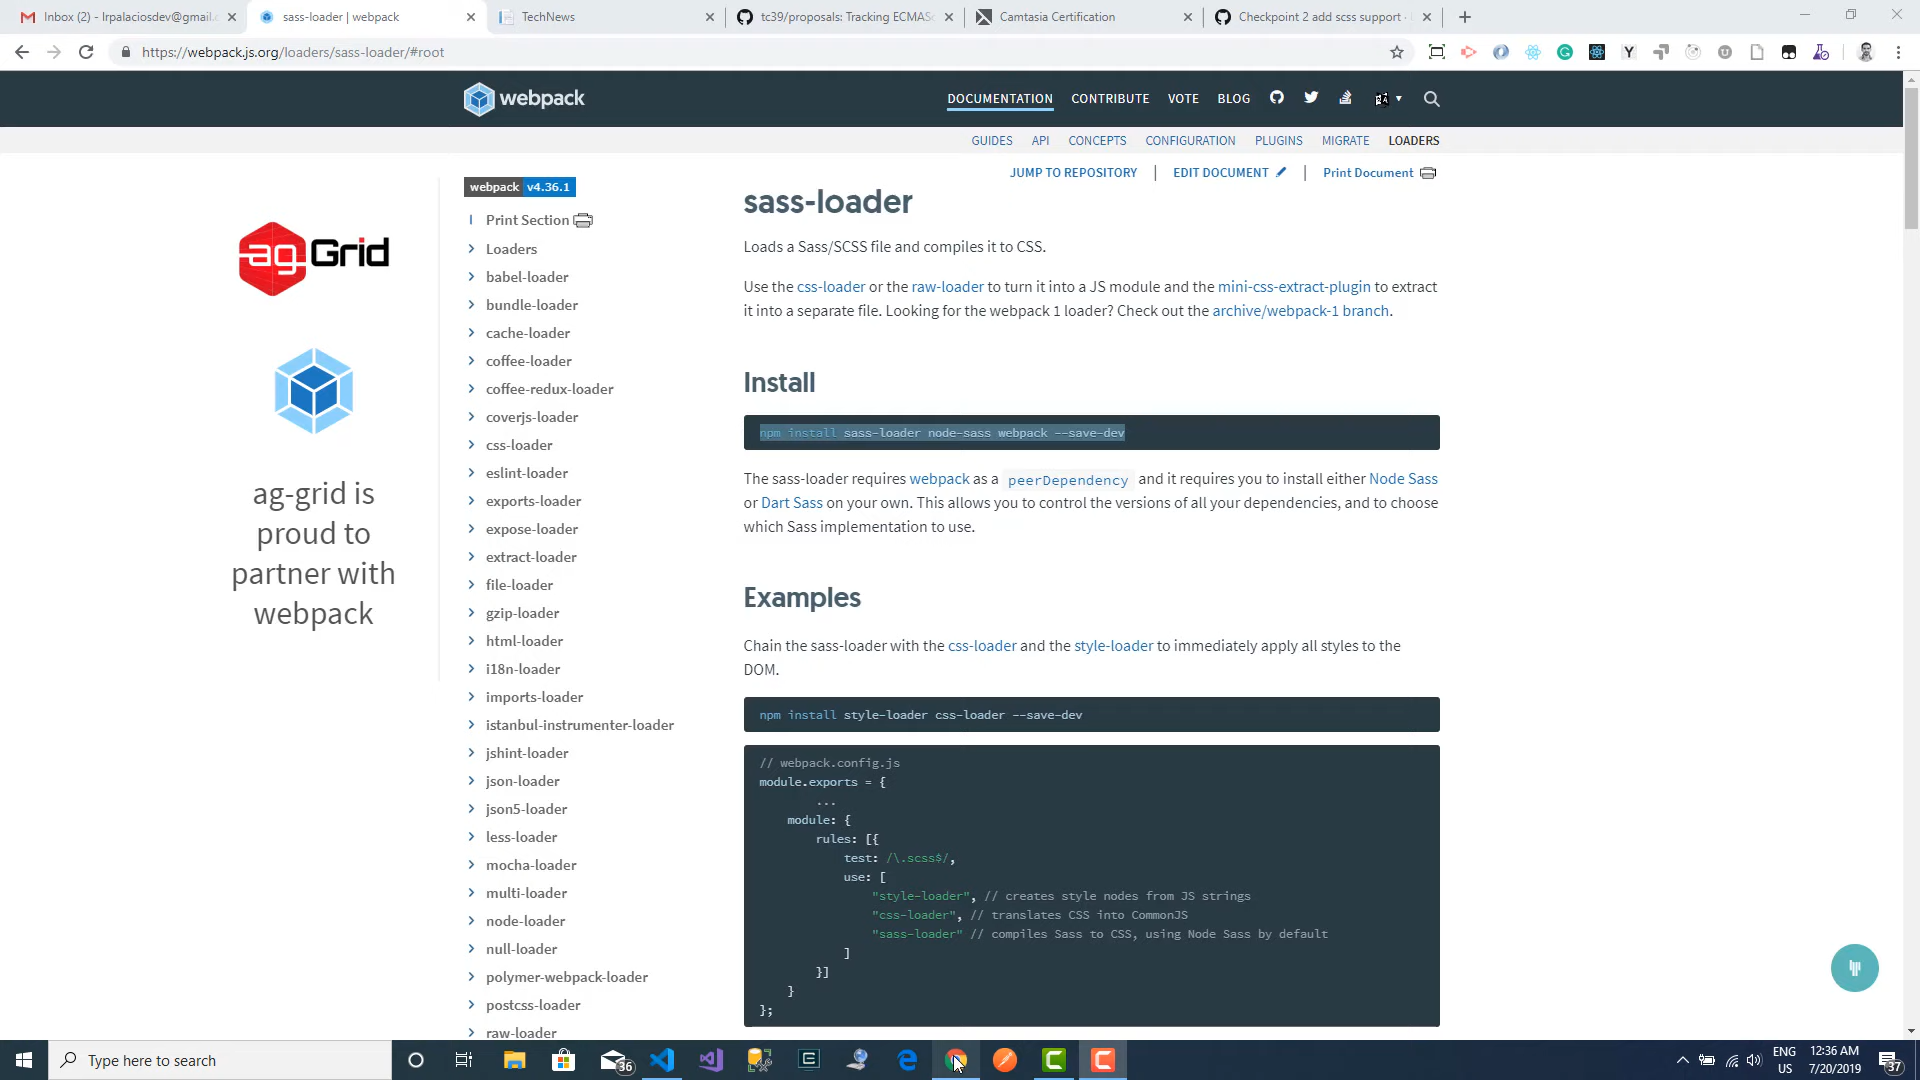 Inbox (2) - lrpalaciosdev@gmail.c
sass-loader | webpack
TechNews
tc39/proposals: Tracking ECMASc
Camtasia Certification
Checkpoint 2 add scss support ·
https://webpack.js.org/loaders/sass-loader/#root
webpack
DOCUMENTATION
CONTRIBUTE
VOTE
BLOG
GUIDES
API
CONCEPTS
CONFIGURATION
PLUGINS
MIGRATE
LOADERS
JUMP TO REPOSITORY | EDIT DOCUMENT | Print Document
ag-Grid
ag-grid is
proud to
partner with
webpack
webpack v4.36.1
Print Section
Loaders
babel-loader
bundle-loader
cache-loader
coffee-loader
coffee-redux-loader
coverjs-loader
css-loader
eslint-loader
exports-loader
expose-loader
extract-loader
file-loader
gzip-loader
html-loader
i18n-loader
imports-loader
istanbul-instrumenter-loader
jshint-loader
json-loader
json5-loader
less-loader
mocha-loader
multi-loader
node-loader
null-loader
polymer-webpack-loader
postcss-loader
raw-loader
sass-loader
Loads a Sass/SCSS file and compiles it to CSS.
Use the css-loader or the raw-loader to turn it into a JS module and the mini-css-extract-plugin to extract
it into a separate file. Looking for the webpack 1 loader? Check out the archive/webpack-1 branch.
Install
npm install sass-loader node-sass webpack --save-dev
The sass-loader requires webpack as a peerDependency and it requires you to install either Node Sass
or Dart Sass on your own. This allows you to control the versions of all your dependencies, and to choose
which Sass implementation to use.
Examples
Chain the sass-loader with the css-loader and the style-loader to immediately apply all styles to the
DOM.
npm install style-loader css-loader --save-dev
// webpack.config.js
module.exports = {
...
module: {
rules: [{
test: /\.scss$/,
use: [
"style-loader", // creates style nodes from JS strings
"css-loader", // translates CSS into CommonJS
"sass-loader" // compiles Sass to CSS, using Node Sass by default
]
}]
}
};
Type here to search
36
ENG
US
12:36 AM
7/20/2019
37